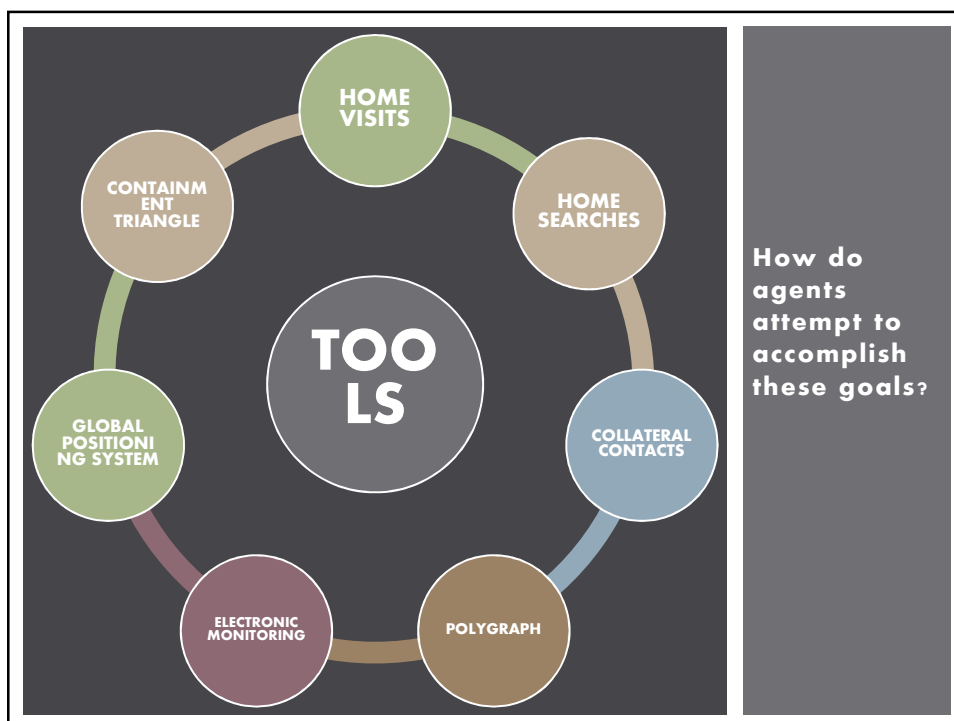 HOME
VISITS
HOME
SEARCHES
COLLATERAL
CONTACTS
POLYGRAPH
ELECTRONIC
MONITORING
GLOBAL
POSITIONI
NG SYSTEM
CONTAINM
ENT
TRIANGLE
TOO
LS
How do
agents
attempt to
accomplish
these goals?